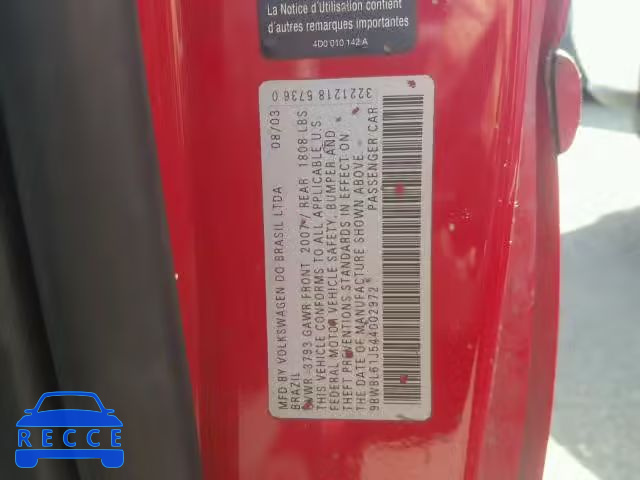 La Notice d'Utilisation contient
d'autres remarques importantes
4D0 010 142 A
MFD BY VOLKSWAGEN DO BRASIL LTDA 08/03 3221218 5736 0
BRAZIL
GVWR 3793 GAWR FRONT 2007 / REAR 1808 LBS
THIS VEHICLE CONFORMS TO ALL APPLICABLE U.S
FEDERAL MOTOR VEHICLE SAFETY, BUMPER AND
THEFT PREVENTIONS STANDARDS IN EFFECT ON
THE DATE OF MANUFACTURE SHOWN ABOVE
9BWBL61J544002972 PASSENGER CAR
RECCE